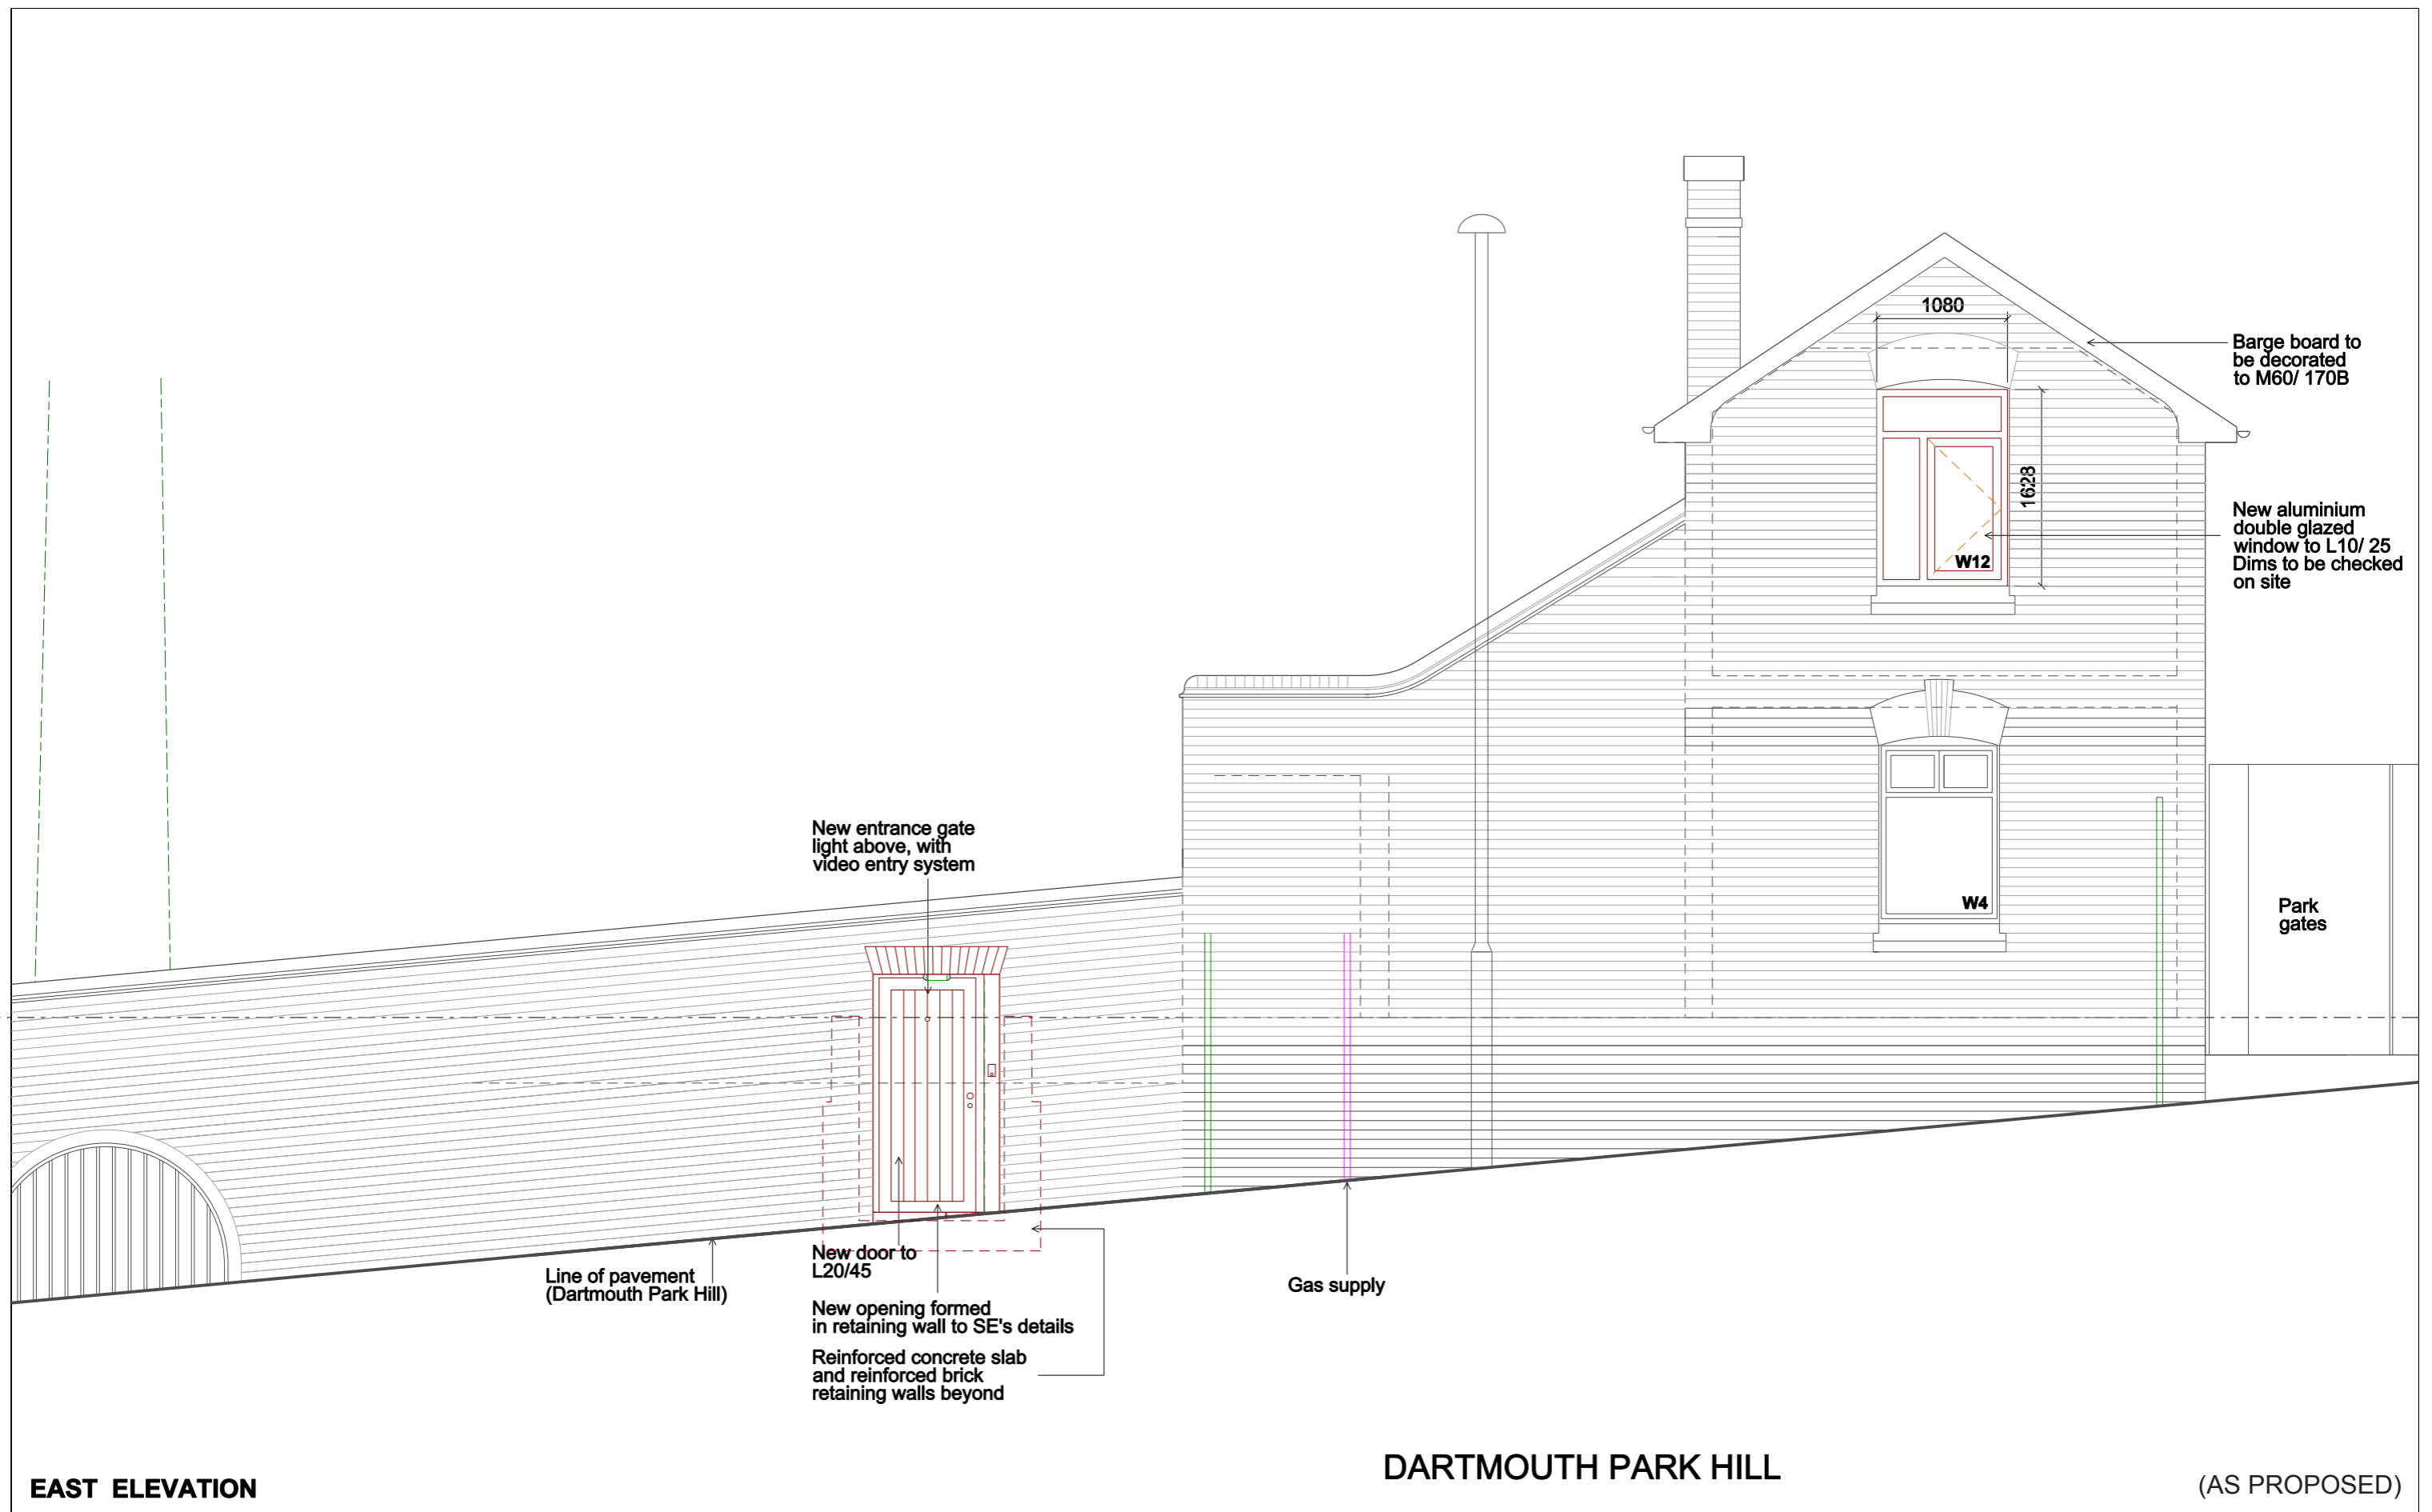 1080
Barge board to
be decorated
to M60/ 170B
1628
New aluminium
double glazed
window to L10/ 25
Dims to be checked
on site
W12
New entrance gate
light above, with
video entry system
W4
Park
gates
New door to
L20/45
Line of pavement
(Dartmouth Park Hill)
Gas supply
New opening formed
in retaining wall to SE's details
Reinforced concrete slab
and reinforced brick
retaining walls beyond
DARTMOUTH PARK HILL
EAST ELEVATION
(AS PROPOSED)